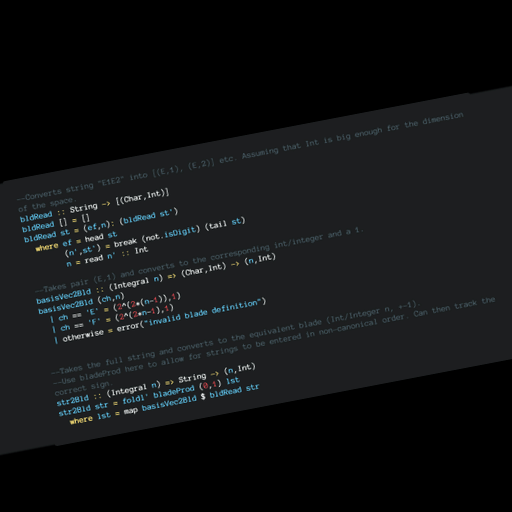 --Converts string "E1E2" into [(E,1), (E,2)] etc. Assuming that Int is big enough for the dimension
of the space.
bldRead :: String -> [(Char,Int)]
bldRead [] = []
bldRead st = (ef,n): (bldRead st')
where ef = head st
(n',st') = break (not.isDigit) (tail st)
n = read n' :: Int
--Takes pair (E,1) and converts to the corresponding int/integer and a 1.
basisVec2Bld :: (Integral n) => (Char,Int) -> (n,Int)
basisVec2Bld (ch,n)
| ch == 'E' = (2^(2*(n-1)),1)
| ch == 'F' = (2^(2*n-1),1)
| otherwise = error("invalid blade definition")
--Takes the full string and converts to the equivalent blade (Int/Integer n, +-1).
--Use bladeProd here to allow for strings to be entered in non-canonical order. Can then track the
correct sign.
str2Bld :: (Integral n) => String -> (n,Int)
str2Bld str = foldl' bladeProd (0,1) lst
where lst = map basisVec2Bld $ bldRead str